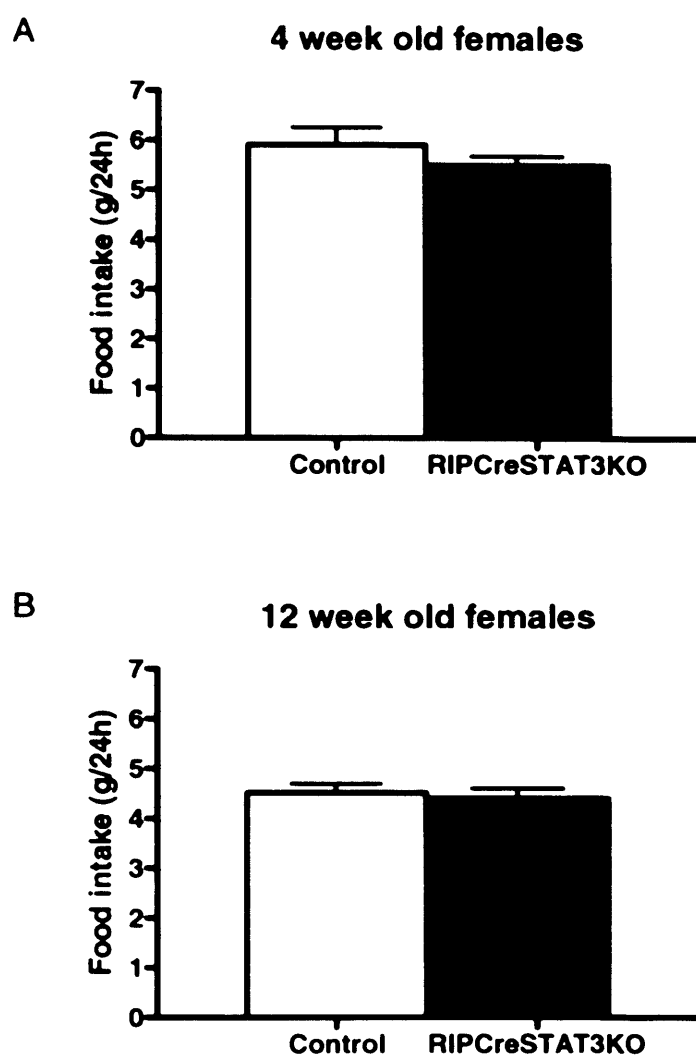 A
4 week old females
7
6
5
4
3
2
1
0
Food intake (g/24h)
Control RIPCreSTAT3KO
B
12 week old females
7
6
5
4
3
2
1
0
Food intake (g/24h)
Control RIPCreSTAT3KO